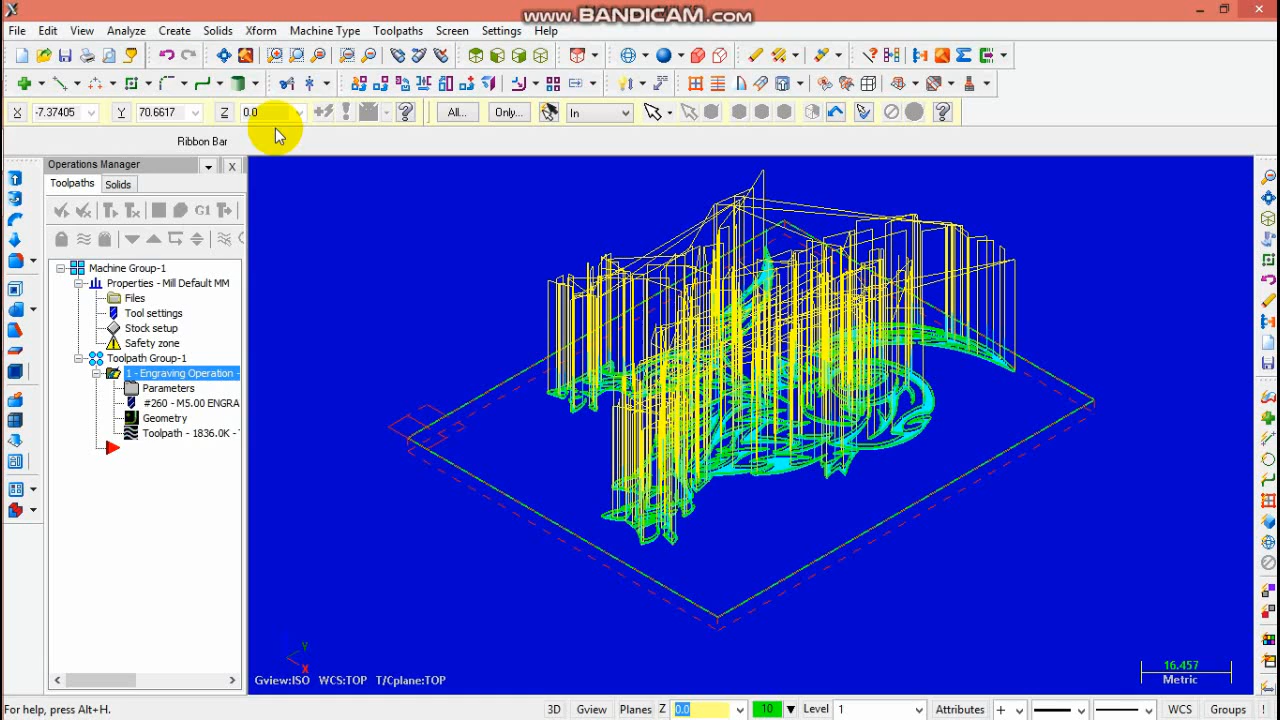 www.BANDICAM.com
File Edit View Analyze Create Solids Xform Machine Type Toolpaths Screen Settings Help
X -7.37405 Y 70.6617 Z 0.0 All... Only... In
Ribbon Bar
Operations Manager
Toolpaths Solids
G1
Machine Group-1
Properties - Mill Default MM
Files
Tool settings
Stock setup
Safety zone
Toolpath Group-1
1 - Engraving Operation -
Parameters
#260 - M5.00 ENGRA
Geometry
Toolpath - 1836.0K -
Y
X
Gview:ISO WCS:TOP T/Cplane:TOP
16.457
Metric
For help, press Alt+H. 3D Gview Planes Z 0.0 10 Level 1 Attributes WCS Groups